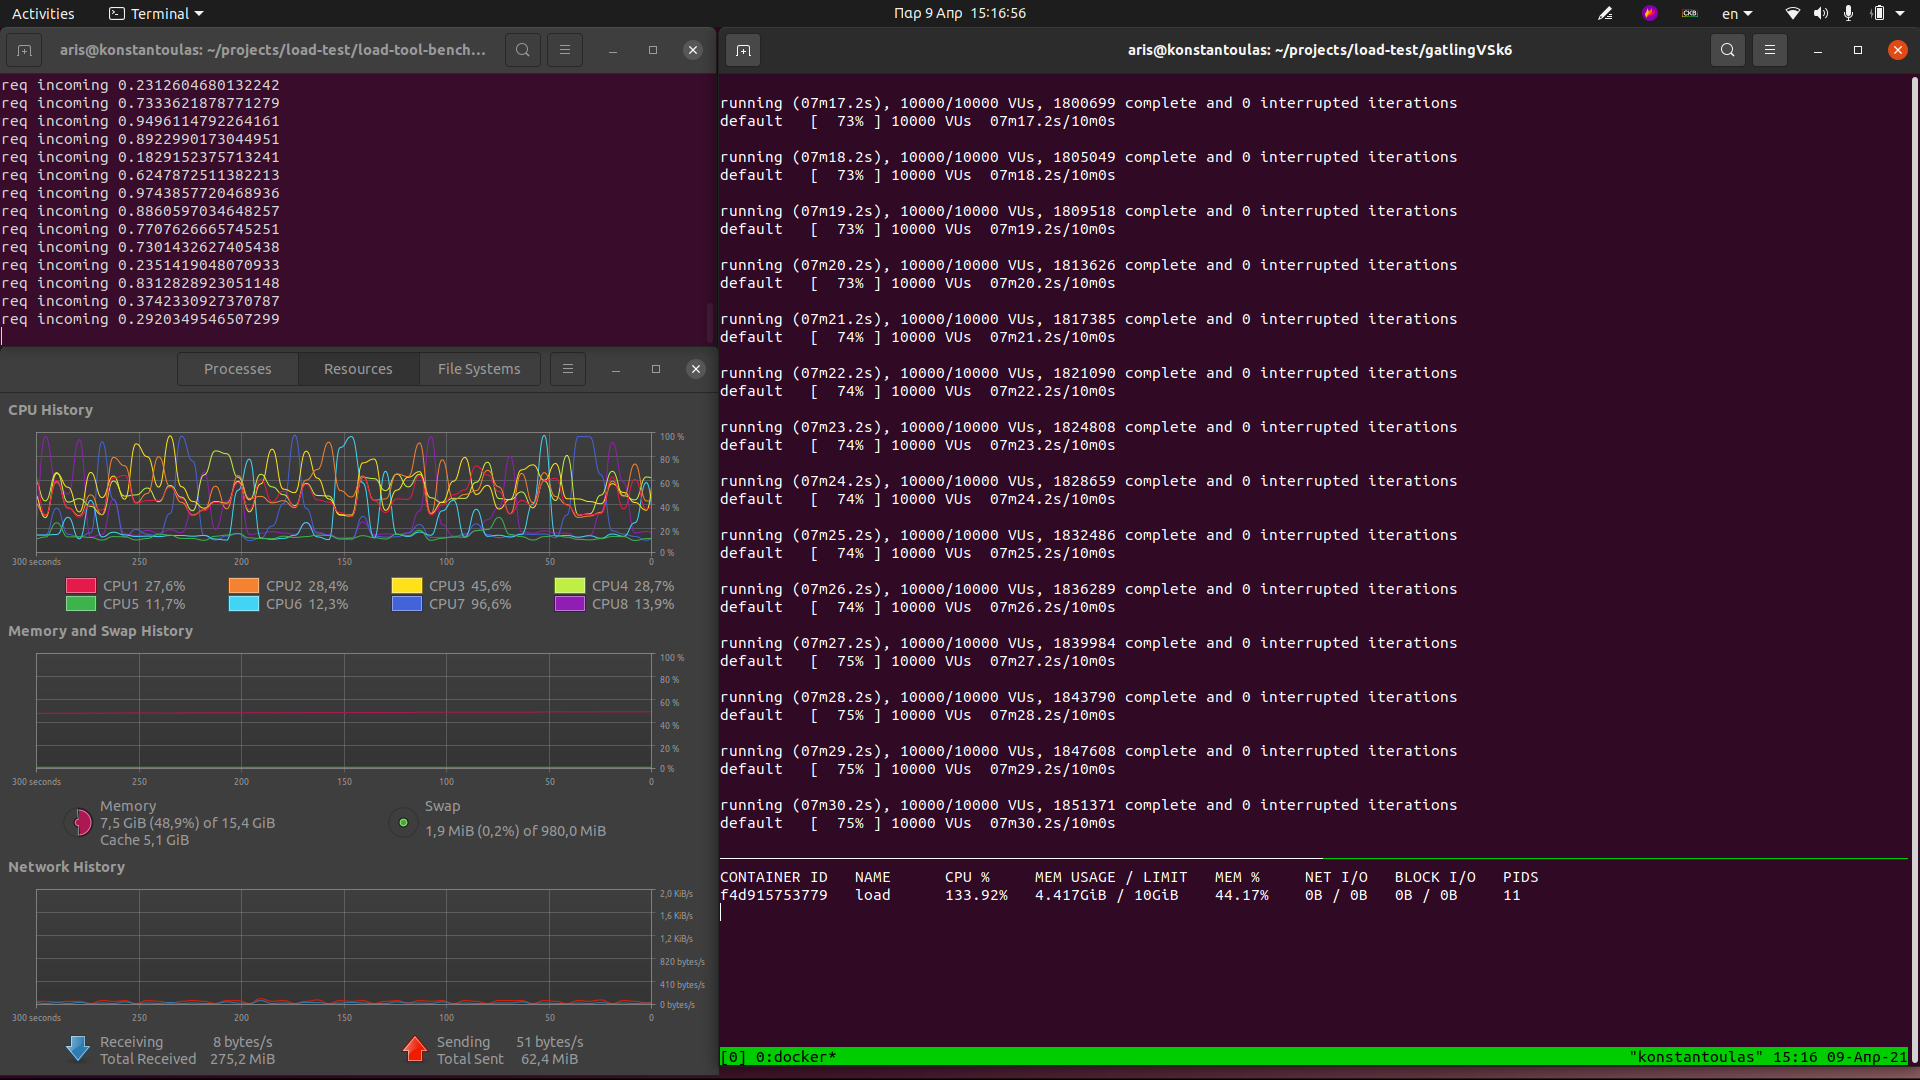 Activities
Terminal
Παρ 9 Απρ 15:16:56
en
aris@konstantoulas: ~/projects/load-test/load-tool-bench...
req incoming 0.2312604680132242
req incoming 0.7333621878771279
req incoming 0.9496114792264161
req incoming 0.8922990173044951
req incoming 0.1829152375713241
req incoming 0.6247872511382213
req incoming 0.9743857720468936
req incoming 0.8860597034648257
req incoming 0.7707626665745251
req incoming 0.7301432627405438
req incoming 0.2351419048070933
req incoming 0.8312828923051148
req incoming 0.3742330927370787
req incoming 0.2920349546507299
Processes
Resources
File Systems
CPU History
100 %
80 %
60 %
40 %
20 %
0 %
300 seconds 250 200 150 100 50 0
CPU1 27,6% CPU2 28,4% CPU3 45,6% CPU4 28,7%
CPU5 11,7% CPU6 12,3% CPU7 96,6% CPU8 13,9%
Memory and Swap History
100 %
80 %
60 %
40 %
20 %
0 %
300 seconds 250 200 150 100 50 0
Memory
7,5 GiB (48,9%) of 15,4 GiB
Cache 5,1 GiB
Swap
1,9 MiB (0,2%) of 980,0 MiB
Network History
2,0 KiB/s
1,6 KiB/s
1,2 KiB/s
820 bytes/s
410 bytes/s
0 bytes/s
300 seconds 250 200 150 100 50 0
Receiving 8 bytes/s
Total Received 275,2 MiB
Sending 51 bytes/s
Total Sent 62,4 MiB
aris@konstantoulas: ~/projects/load-test/gatlingVSk6
running (07m17.2s), 10000/10000 VUs, 1800699 complete and 0 interrupted iterations
default [ 73% ] 10000 VUs 07m17.2s/10m0s
running (07m18.2s), 10000/10000 VUs, 1805049 complete and 0 interrupted iterations
default [ 73% ] 10000 VUs 07m18.2s/10m0s
running (07m19.2s), 10000/10000 VUs, 1809518 complete and 0 interrupted iterations
default [ 73% ] 10000 VUs 07m19.2s/10m0s
running (07m20.2s), 10000/10000 VUs, 1813626 complete and 0 interrupted iterations
default [ 73% ] 10000 VUs 07m20.2s/10m0s
running (07m21.2s), 10000/10000 VUs, 1817385 complete and 0 interrupted iterations
default [ 74% ] 10000 VUs 07m21.2s/10m0s
running (07m22.2s), 10000/10000 VUs, 1821090 complete and 0 interrupted iterations
default [ 74% ] 10000 VUs 07m22.2s/10m0s
running (07m23.2s), 10000/10000 VUs, 1824808 complete and 0 interrupted iterations
default [ 74% ] 10000 VUs 07m23.2s/10m0s
running (07m24.2s), 10000/10000 VUs, 1828659 complete and 0 interrupted iterations
default [ 74% ] 10000 VUs 07m24.2s/10m0s
running (07m25.2s), 10000/10000 VUs, 1832486 complete and 0 interrupted iterations
default [ 74% ] 10000 VUs 07m25.2s/10m0s
running (07m26.2s), 10000/10000 VUs, 1836289 complete and 0 interrupted iterations
default [ 74% ] 10000 VUs 07m26.2s/10m0s
running (07m27.2s), 10000/10000 VUs, 1839984 complete and 0 interrupted iterations
default [ 75% ] 10000 VUs 07m27.2s/10m0s
running (07m28.2s), 10000/10000 VUs, 1843790 complete and 0 interrupted iterations
default [ 75% ] 10000 VUs 07m28.2s/10m0s
running (07m29.2s), 10000/10000 VUs, 1847608 complete and 0 interrupted iterations
default [ 75% ] 10000 VUs 07m29.2s/10m0s
running (07m30.2s), 10000/10000 VUs, 1851371 complete and 0 interrupted iterations
default [ 75% ] 10000 VUs 07m30.2s/10m0s
CONTAINER ID NAME CPU % MEM USAGE / LIMIT MEM % NET I/O BLOCK I/O PIDS
f4d915753779 load 133.92% 4.417GiB / 10GiB 44.17% 0B / 0B 0B / 0B 11
[0] 0:docker* "konstantoulas" 15:16 09-Απρ-21